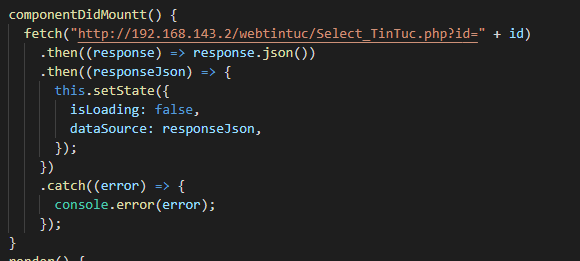 componentDidMountt() {
fetch("http://192.168.143.2/webtintuc/Select_TinTuc.php?id=" + id)
.then((response) => response.json())
.then((responseJson) => {
this.setState({
isLoading: false,
dataSource: responseJson,
});
})
.catch((error) => {
console.error(error);
});
}
render() {